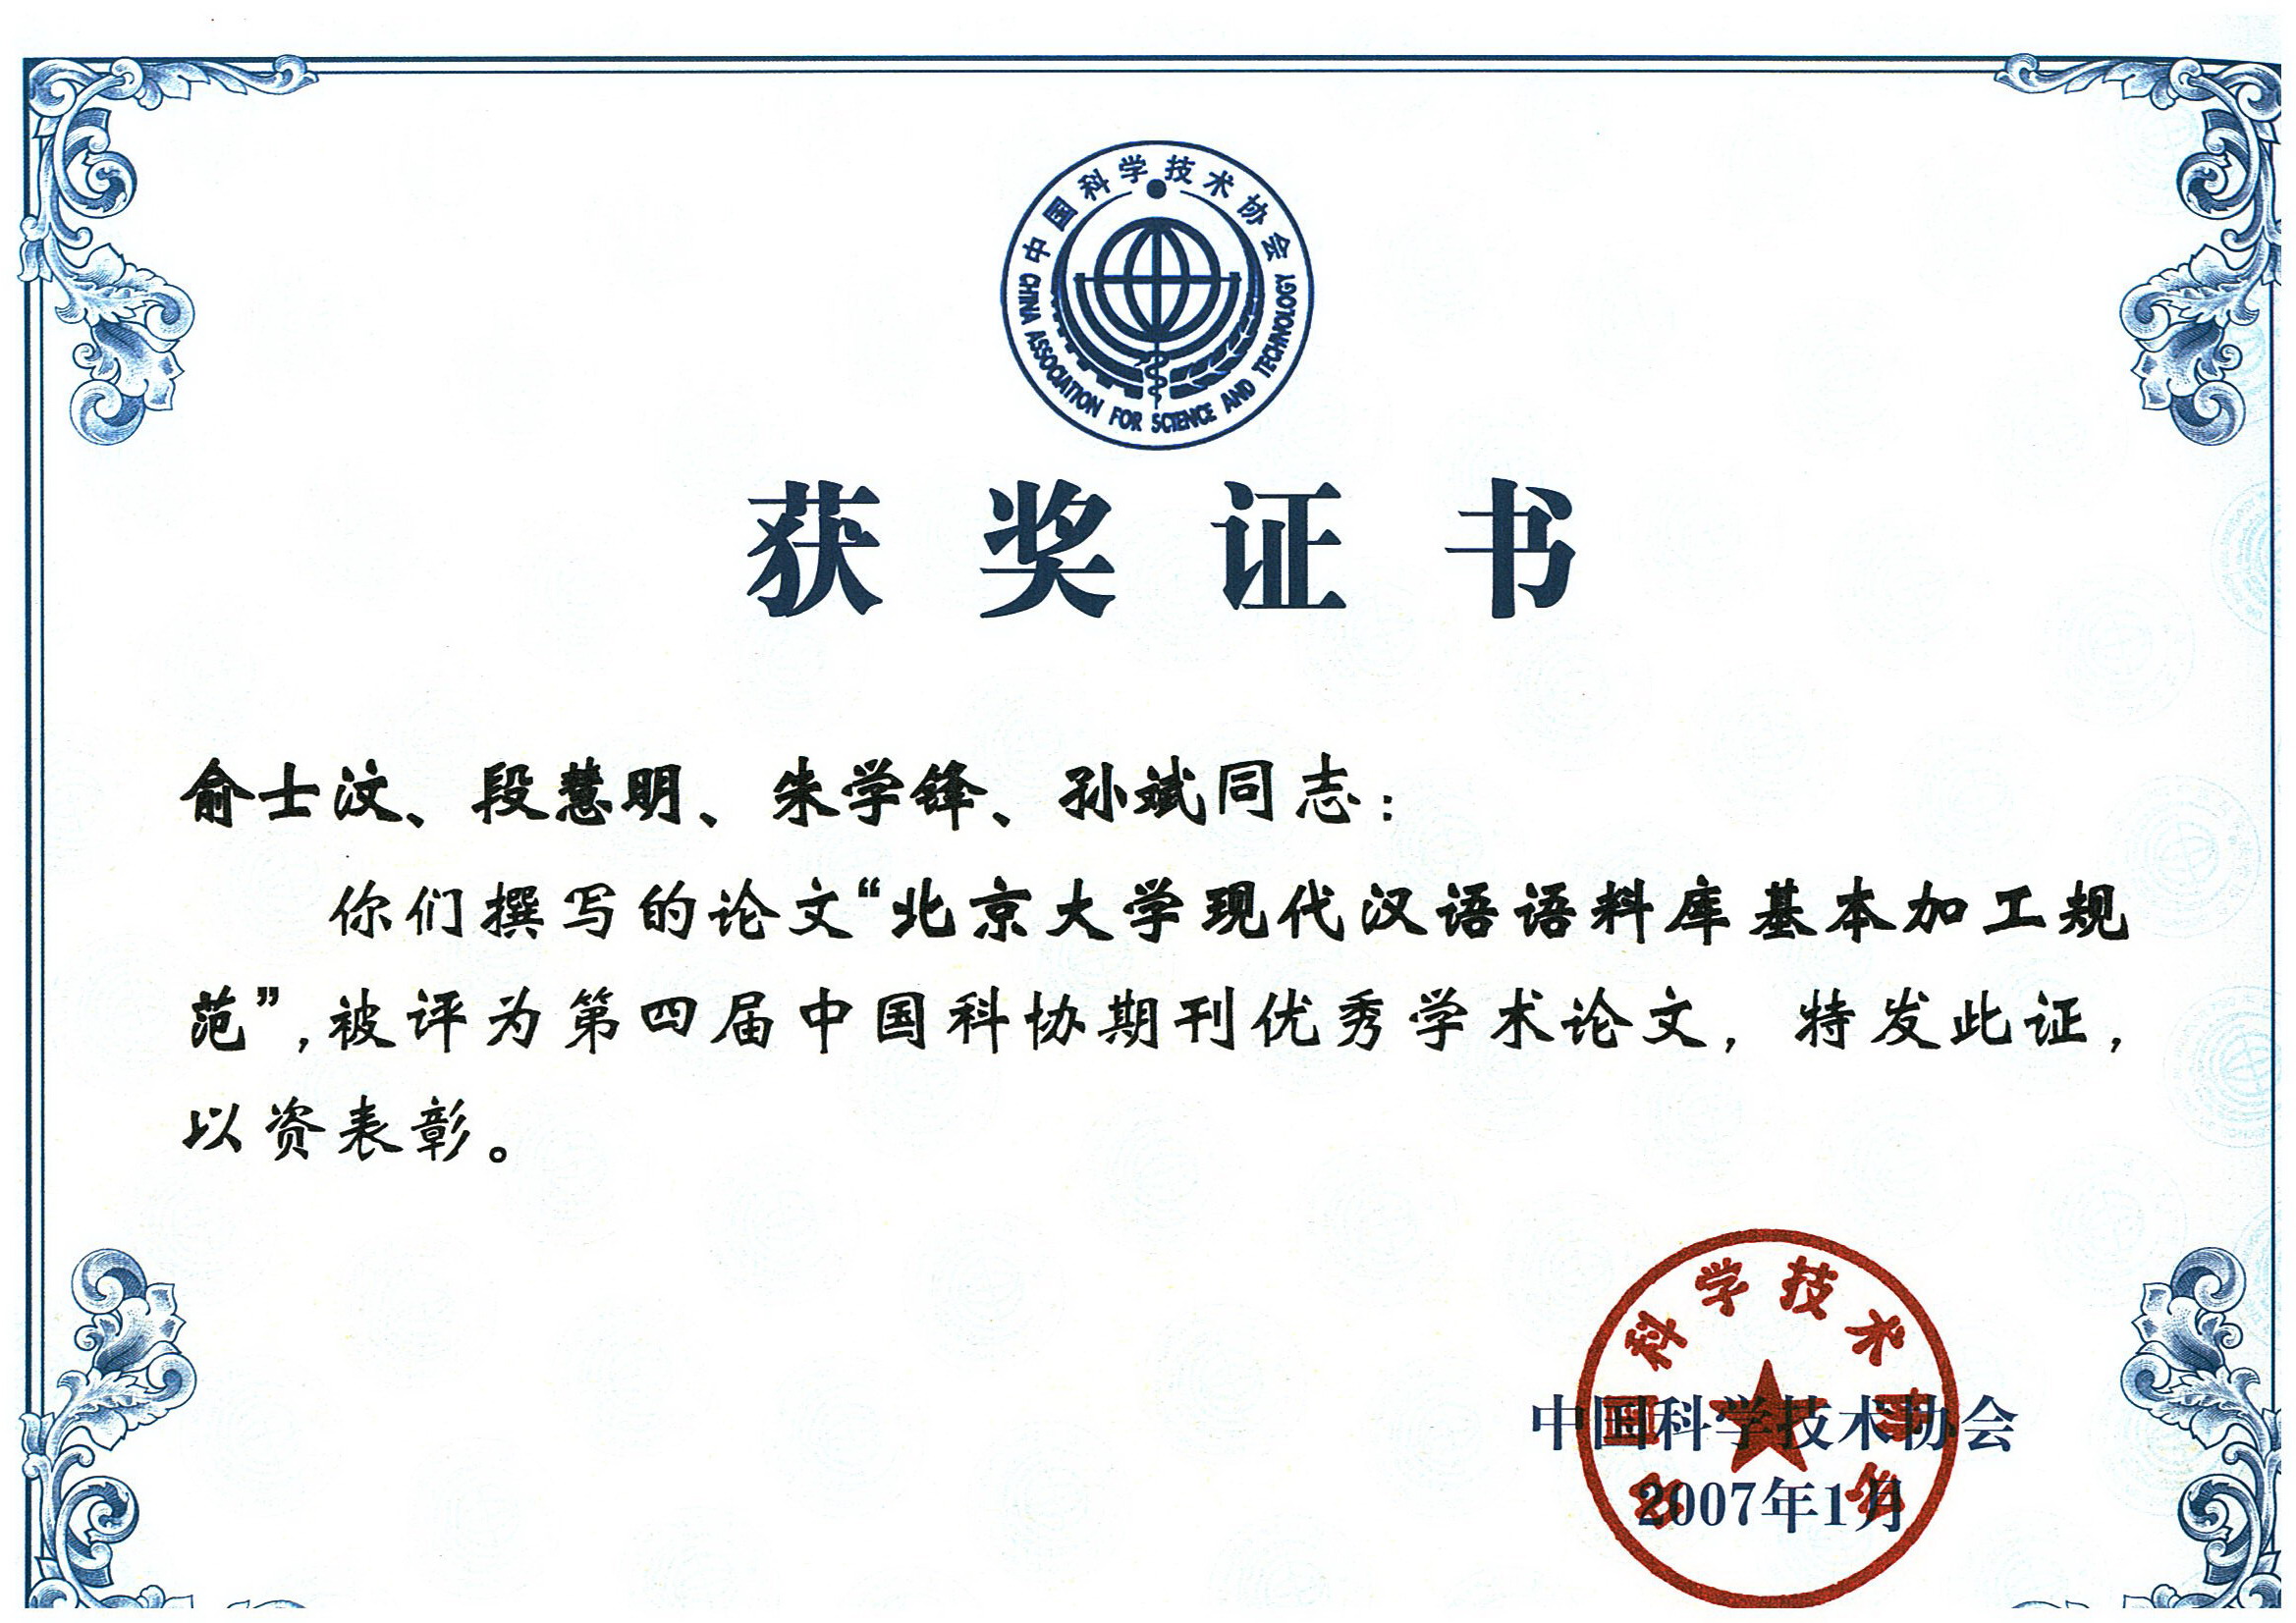 中国科学技术协会
CHINA ASSOCIATION FOR SCIENCE AND TECHNOLOGY
获奖证书
俞士汶、段慧明、朱学锋、孙斌同志：
你们撰写的论文“北京大学现代汉语语料库基本加工规
范”，被评为第四届中国科协期刊优秀学术论文，特发此证，
以资表彰。
中国科学技术协会
中国科学技术协会
2007年1月